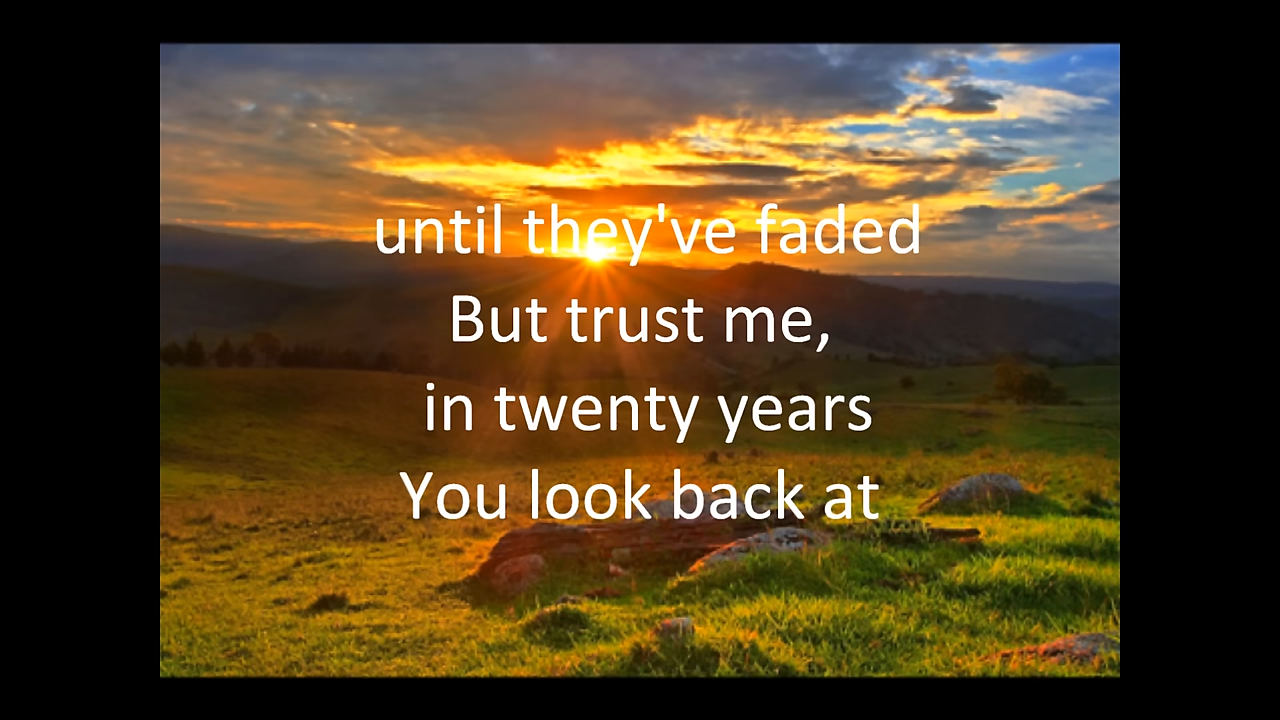 until they've faded
But trust me,
in twenty years
You look back at